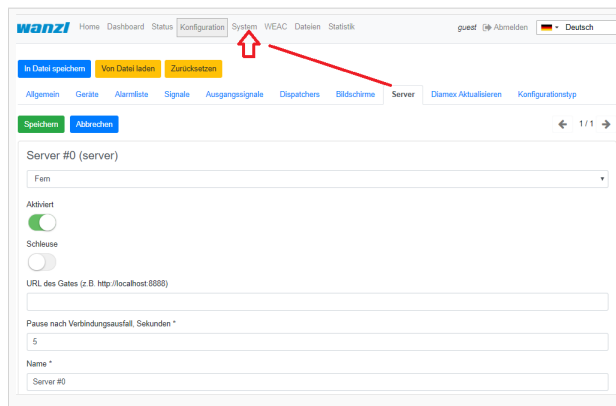 wanzl Home Dashboard Status Konfiguration System WEAC Dateien Statistik guest Abmelden Deutsch
In Datei speichern Von Datei laden Zurücksetzen
Allgemein Geräte Alarmliste Signale Ausgangssignale Dispatchers Bildschirme Server Diamex Aktualisieren Konfigurationstyp
Speichern Abbrechen 1 / 1
Server #0 (server)
Fern
Aktiviert
Schleuse
URL des Gates (z.B. http://localhost:8888)
Pause nach Verbindungsausfall, Sekunden *
5
Name *
Server #0